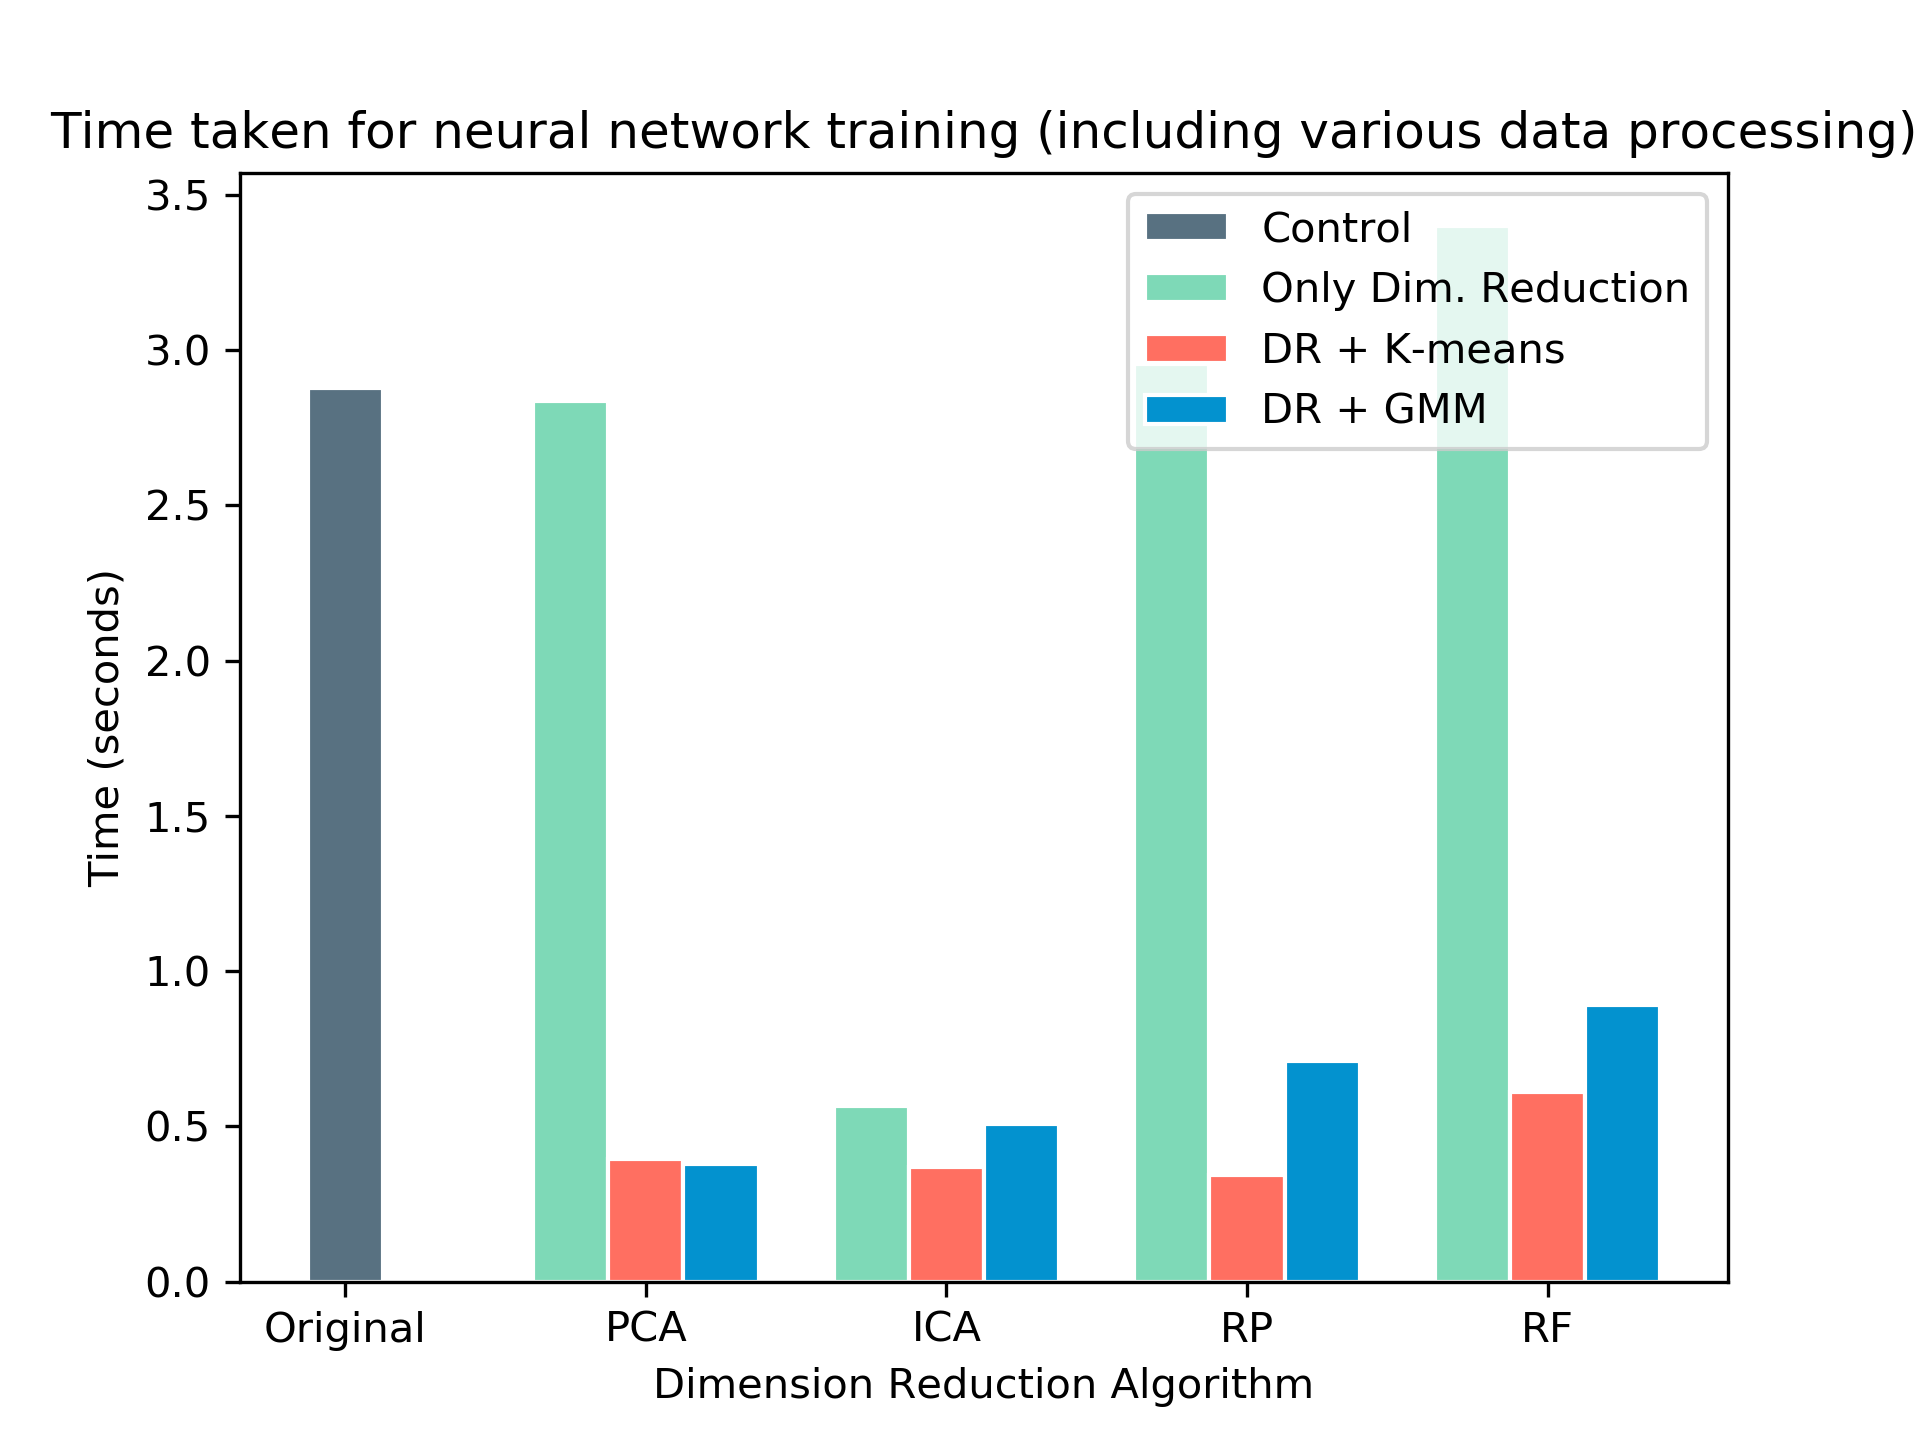 Time taken for neural network training (including various data processing)
3.5
3.0
2.5
2.0
1.5
1.0
0.5
0.0
Time (seconds)
Control
Only Dim. Reduction
DR + K-means
DR + GMM
Original
PCA
ICA
RP
RF
Dimension Reduction Algorithm